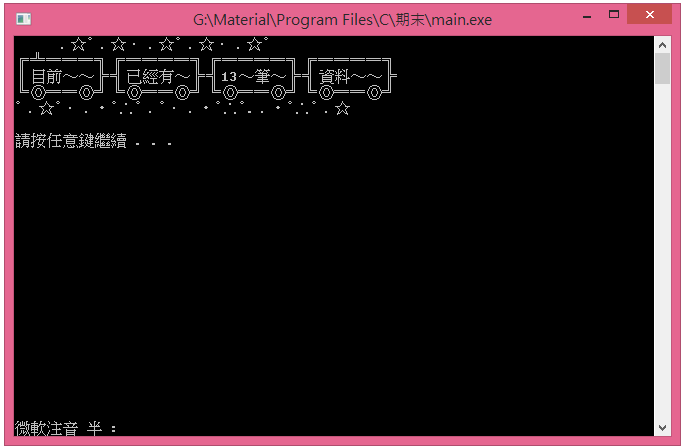 G:\Material\Program Files\C\期末\main.exe
．☆ﾟ．☆‧．☆ﾟ．☆‧．☆ﾟ
目前～～ 已經有～ 13～筆～ 資料～～
請按任意鍵繼續 . . .
微軟注音 半 :